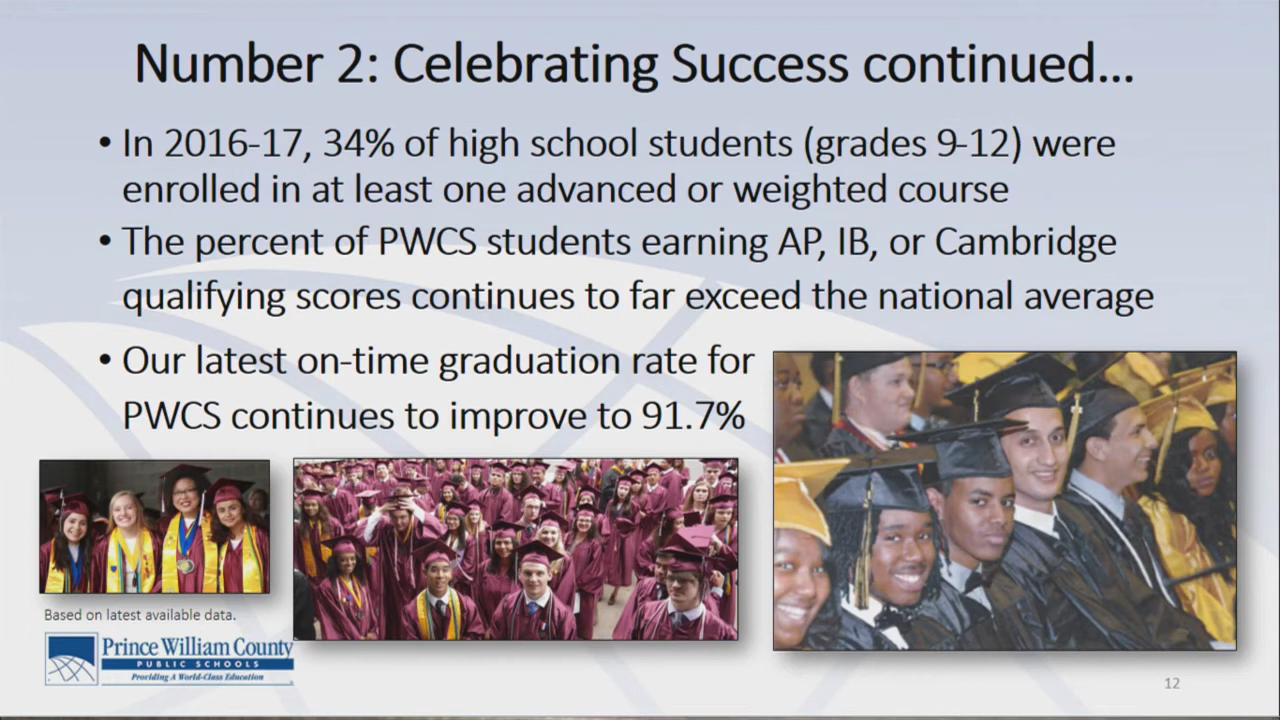 Number 2: Celebrating Success continued...
• In 2016-17, 34% of high school students (grades 9-12) were
enrolled in at least one advanced or weighted course
• The percent of PWCS students earning AP, IB, or Cambridge
qualifying scores continues to far exceed the national average
• Our latest on-time graduation rate for
PWCS continues to improve to 91.7%
Based on latest available data.
Prince William County
PUBLIC SCHOOLS
Providing A World-Class Education
12